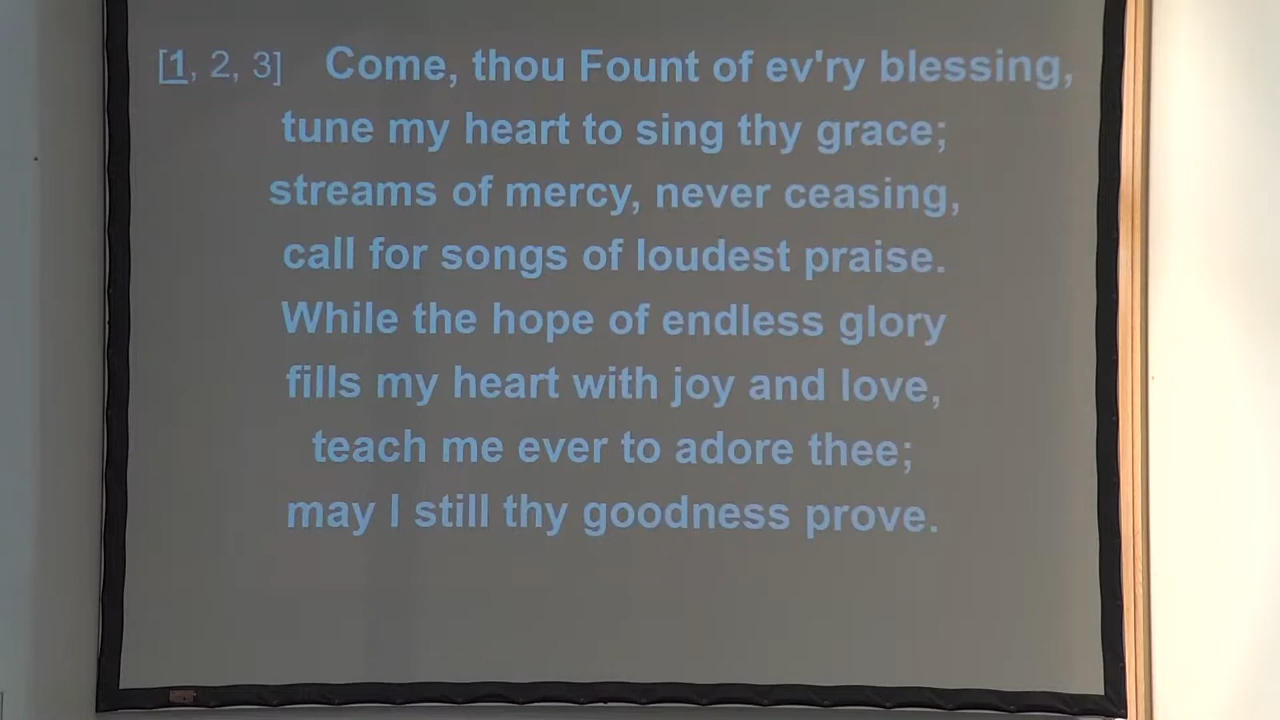 [1, 2, 3] Come, thou Fount of ev'ry blessing,
tune my heart to sing thy grace;
streams of mercy, never ceasing,
call for songs of loudest praise.
While the hope of endless glory
fills my heart with joy and love,
teach me ever to adore thee;
may I still thy goodness prove.